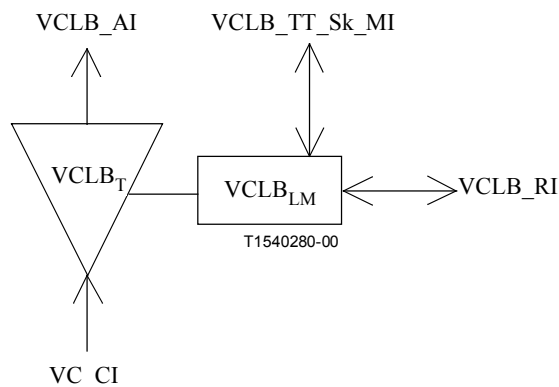 VCLB_AI
VCLB_TT_Sk_MI
VCLB_T
VCLB_LM
VCLB_RI
T1540280-00
VC_CI